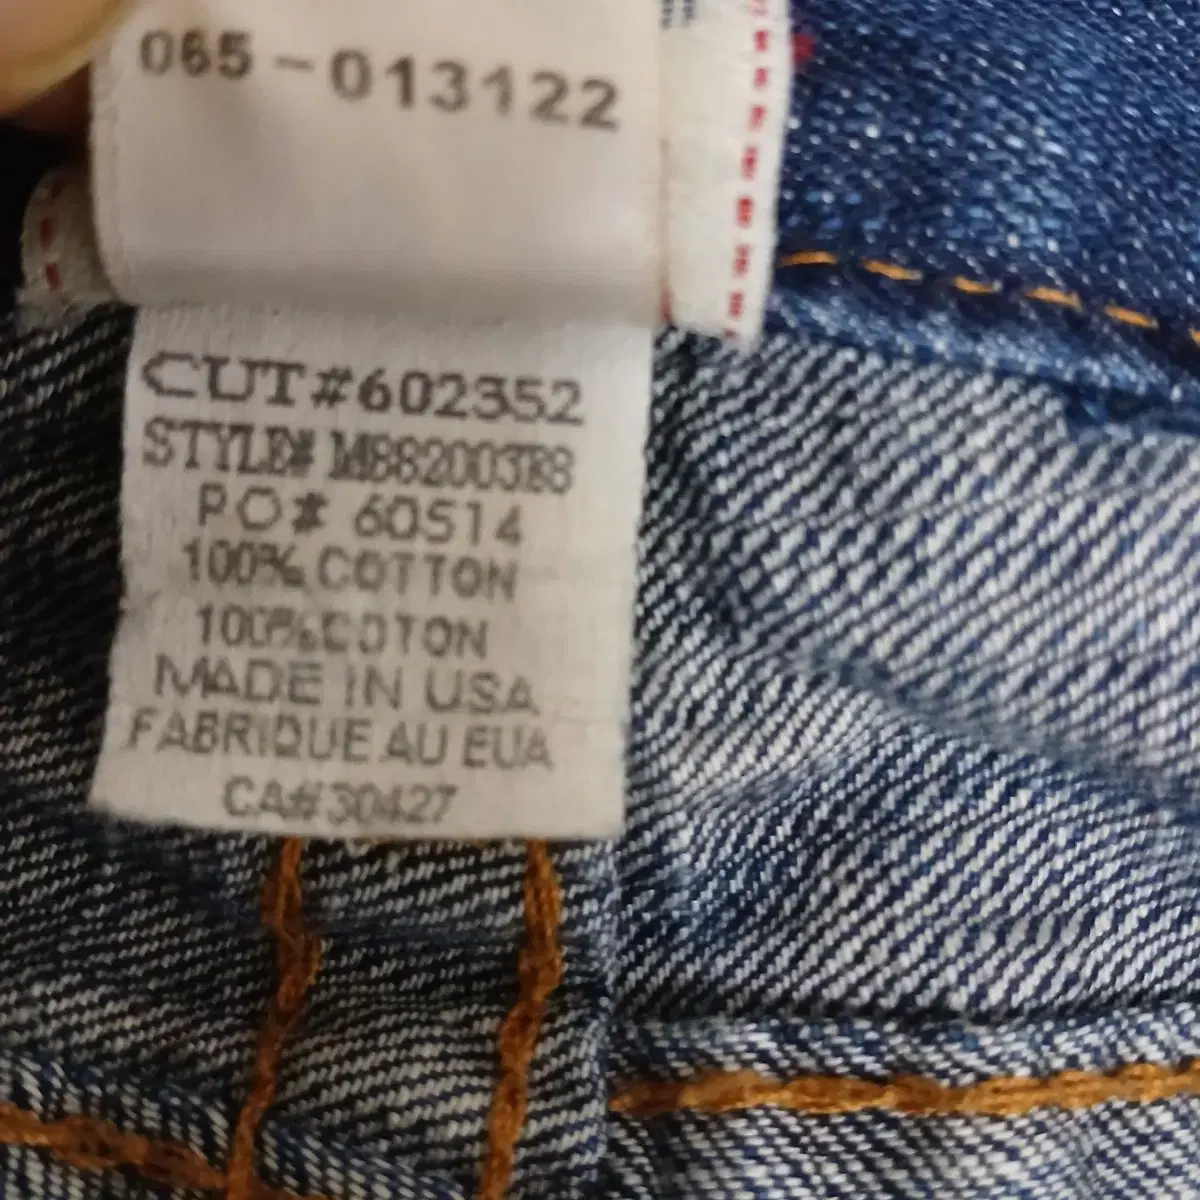 065-013122
CUT#602352
STYLE# M882003E8
PO# 60514
100% COTTON
100% COTON
MADE IN USA
FABRIQUE AU EUA
CA#30427